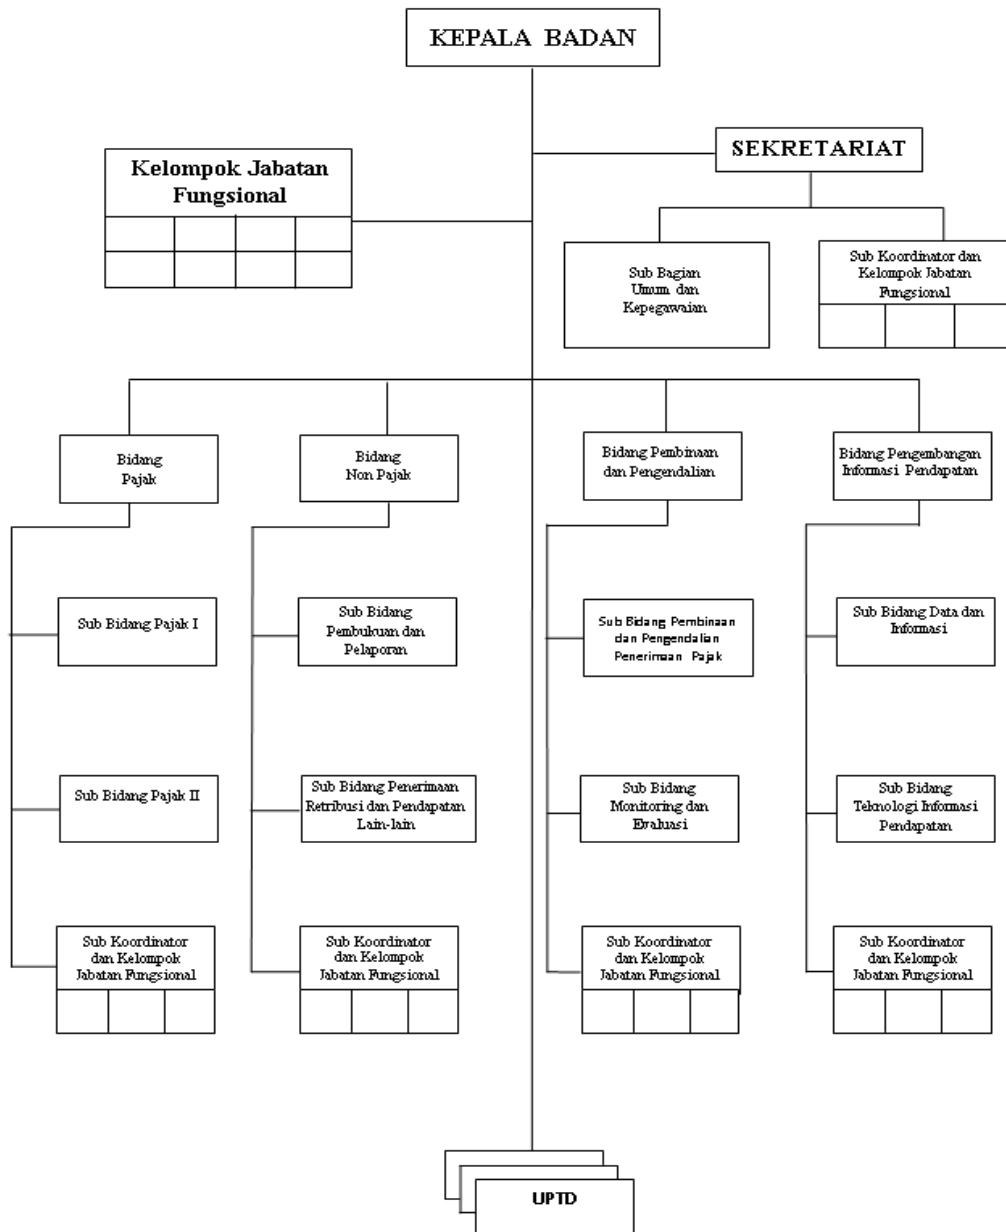 KEPALA BADAN
SEKRETARIAT
Kelompok Jabatan
Fungsional
Sub Bagian
Umum dan
Kepegawaian
Sub Koordinator dan
Kelompok Jabatan
Fungsional
Bidang
Pajak
Bidang
Non Pajak
Bidang Pembinaan
dan Pengendalian
Bidang Pengembangan
Informasi Pendapatan
Sub Bidang Pajak I
Sub Bidang
Pembukuan dan
Pelaporan
Sub Bidang Pembinaan
dan Pengendalian
Penerimaan Pajak
Sub Bidang Data dan
Informasi
Sub Bidang Pajak II
Sub Bidang Penerimaan
Retribusi dan Pendapatan
Lain-lain
Sub Bidang
Monitoring dan
Evaluasi
Sub Bidang
Teknologi Informasi
Pendapatan
Sub Koordinator
dan Kelompok
Jabatan Fungsional
Sub Koordinator
dan Kelompok
Jabatan Fungsional
Sub Koordinator
dan Kelompok
Jabatan Fungsional
Sub Koordinator
dan Kelompok
Jabatan Fungsional
UPTD